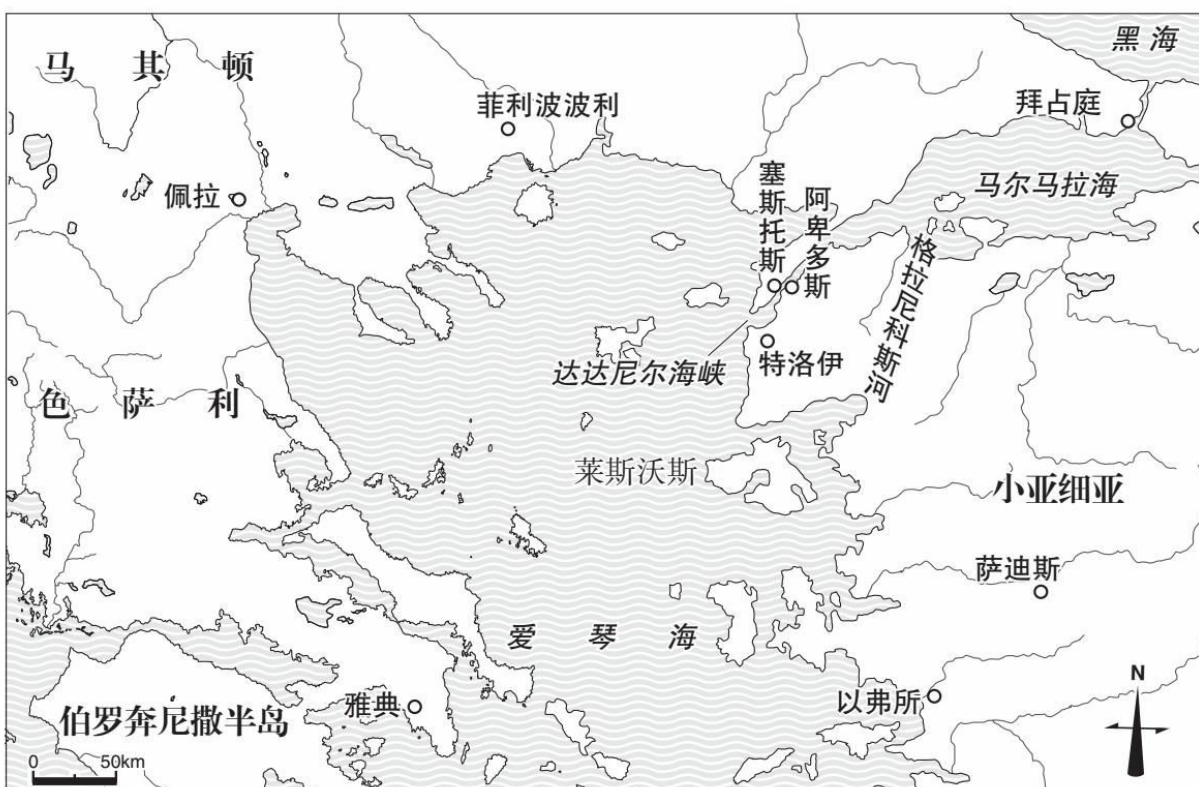 黑海
马其顿
菲利波波利
拜占庭
佩拉
塞斯托斯
阿卑多斯
马尔马拉海
格拉尼科斯河
特洛伊
达达尼尔海峡
色萨利
莱斯沃斯
小亚细亚
萨迪斯
爱琴海
以弗所
雅典
伯罗奔尼撒半岛
N
0 50km